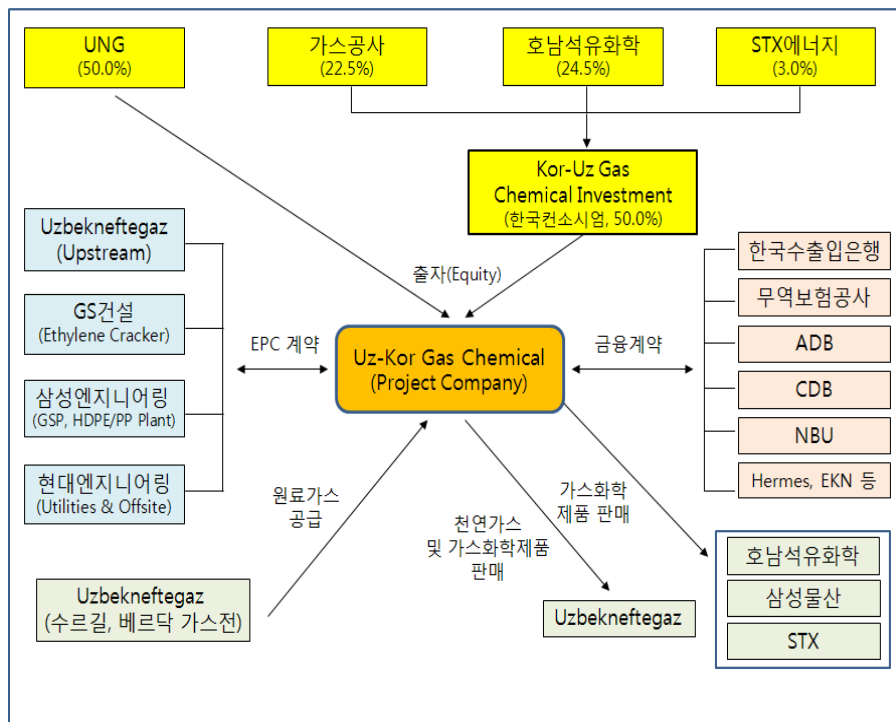 UNG
(50.0%)
가스공사
(22.5%)
호남석유화학
(24.5%)
STX에너지
(3.0%)
Kor-Uz Gas
Chemical Investment
(한국컨소시엄, 50.0%)
출자(Equity)
Uzbekneftegaz
(Upstream)
GS건설
(Ethylene Cracker)
삼성엔지니어링
(GSP, HDPE/PP Plant)
현대엔지니어링
(Utilities & Offsite)
EPC 계약
Uz-Kor Gas Chemical
(Project Company)
금융계약
한국수출입은행
무역보험공사
ADB
CDB
NBU
Hermes, EKN 등
원료가스
공급
천연가스
및 가스화학제품
판매
가스화학
제품 판매
Uzbekneftegaz
(수르길, 베르닥 가스전)
Uzbekneftegaz
호남석유화학
삼성물산
STX